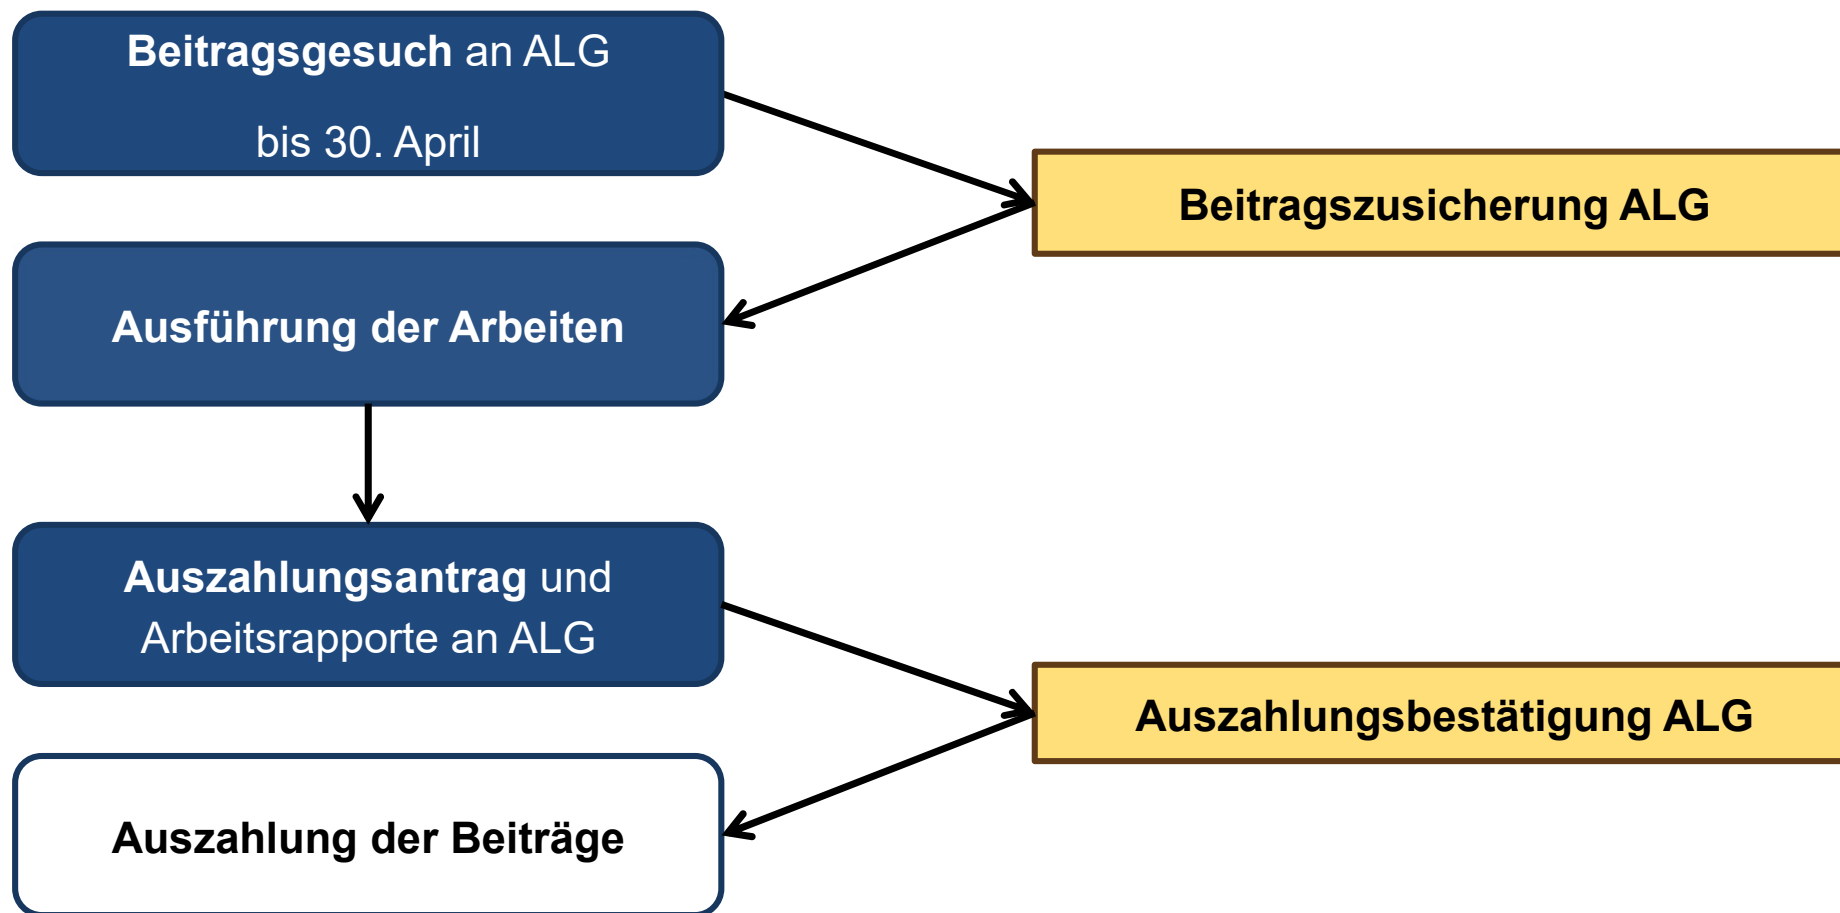 Beitragsgesuch an ALG
bis 30. April
Beitragszusicherung ALG
Ausführung der Arbeiten
Auszahlungsantrag und
Arbeitsrapporte an ALG
Auszahlungsbestätigung ALG
Auszahlung der Beiträge